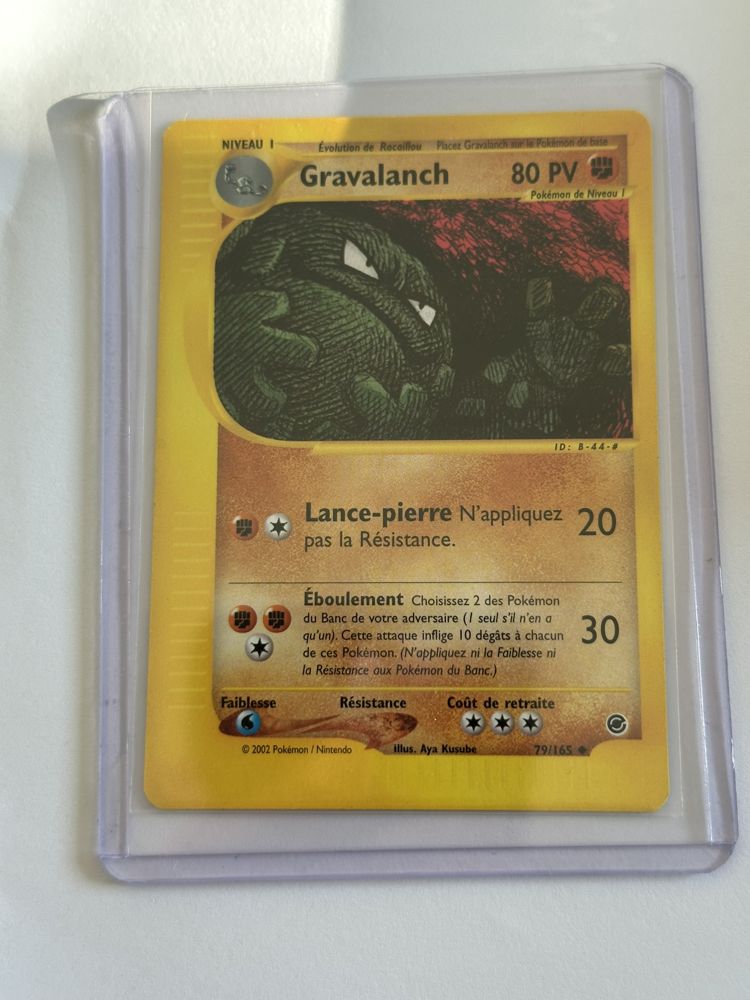 NIVEAU 1 Évolution de Racaillou Placez Gravalanch sur le Pokémon de base
Gravalanch 80 PV
Pokémon de Niveau 1
ID: B-44-#
Lance-pierre N'appliquez 20
pas la Résistance.
Éboulement Choisissez 2 des Pokémon
du Banc de votre adversaire (1 seul s'il n'en a
qu'un). Cette attaque inflige 10 dégâts à chacun 30
de ces Pokémon. (N'appliquez ni la Faiblesse ni
la Résistance aux Pokémon du Banc.)
Faiblesse Résistance Coût de retraite
© 2002 Pokémon / Nintendo illus. Aya Kusube 79/165